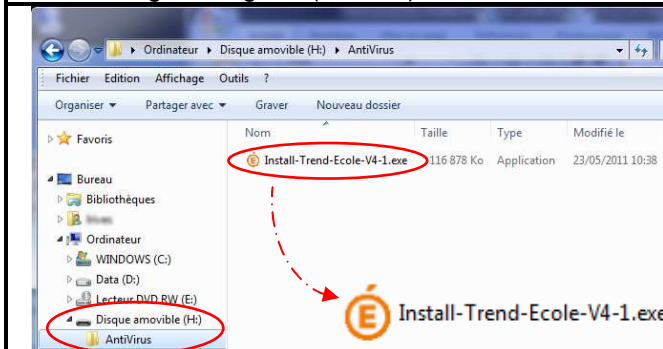 Ordinateur ▸ Disque amovible (H:) ▸ AntiVirus
Fichier Edition Affichage Outils ?
Organiser Partager avec Graver Nouveau dossier
Favoris
Bureau
Bibliothèques
Ordinateur
WINDOWS (C:)
Data (D:)
Lecteur DVD RW (E:)
Disque amovible (H:)
AntiVirus
Nom Taille Type Modifié le
Install-Trend-Ecole-V4-1.exe 116 878 Ko Application 23/05/2011 10:38
É Install-Trend-Ecole-V4-1.exe